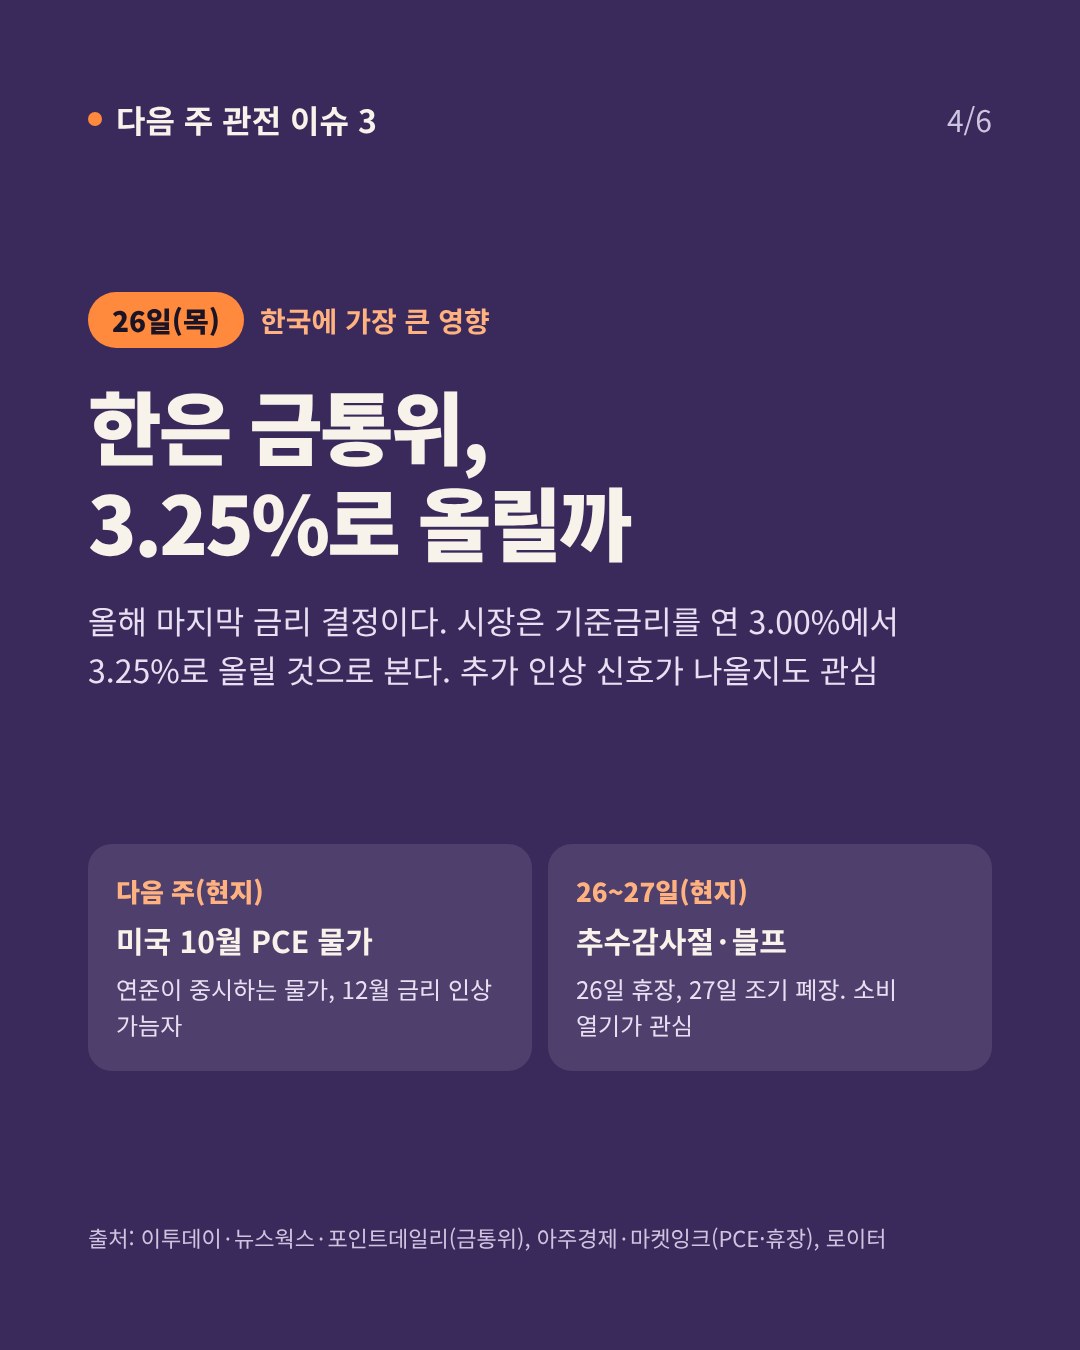 다음 주 관전 이슈 3
4/6
26일(목) 한국에 가장 큰 영향
한은 금통위,
3.25%로 올릴까
올해 마지막 금리 결정이다. 시장은 기준금리를 연 3.00%에서
3.25%로 올릴 것으로 본다. 추가 인상 신호가 나올지도 관심
다음 주(현지)
미국 10월 PCE 물가
연준이 중시하는 물가, 12월 금리 인상
가늠자
26~27일(현지)
추수감사절·블프
26일 휴장, 27일 조기 폐장. 소비
열기가 관심
출처: 이투데이·뉴스웍스·포인트데일리(금통위), 아주경제·마켓잉크(PCE·휴장), 로이터